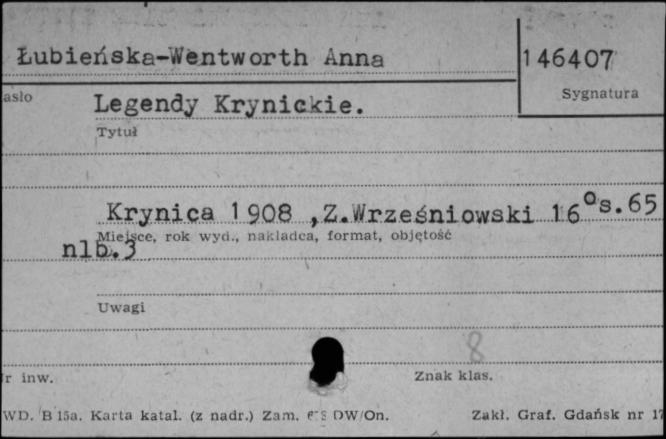 Łubieńska-Wentworth Anna
146407
asło
Sygnatura
Legendy Krynickie.
Tytuł
Krynica 1908 ,Z.Wrześniowski 16° s.65
Miejsce, rok wyd., nakładca, format, objętość
nlb.3
Uwagi
8
r inw.
Znak klas.
WD. B 15a. Karta katal. (z nadr.) Zam. DW/On.
Zakł. Graf. Gdańsk nr 17